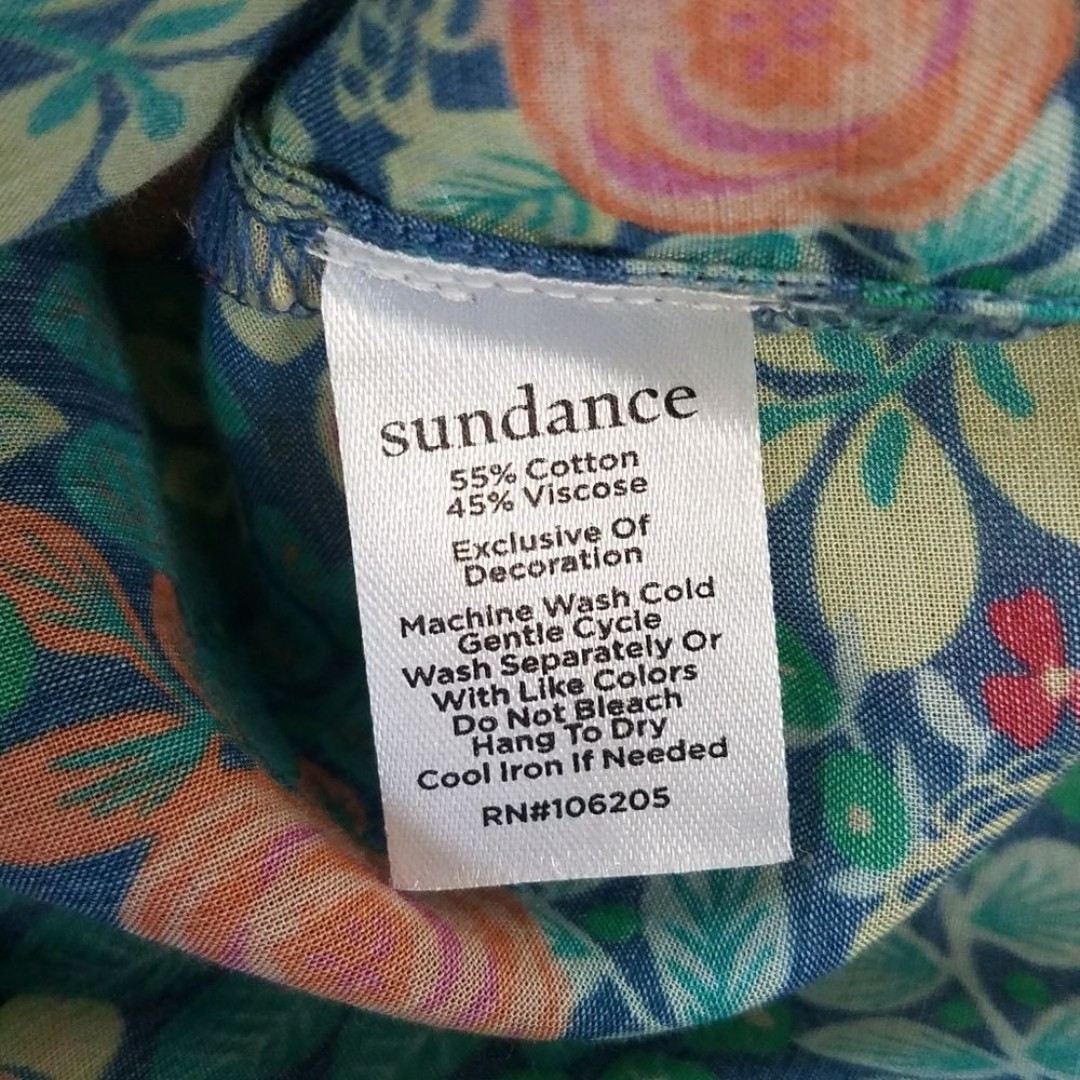 sundance
55% Cotton
45% Viscose
Exclusive Of
Decoration
Machine Wash Cold
Gentle Cycle
Wash Separately Or
With Like Colors
Do Not Bleach
Hang To Dry
Cool Iron If Needed
RN#106205